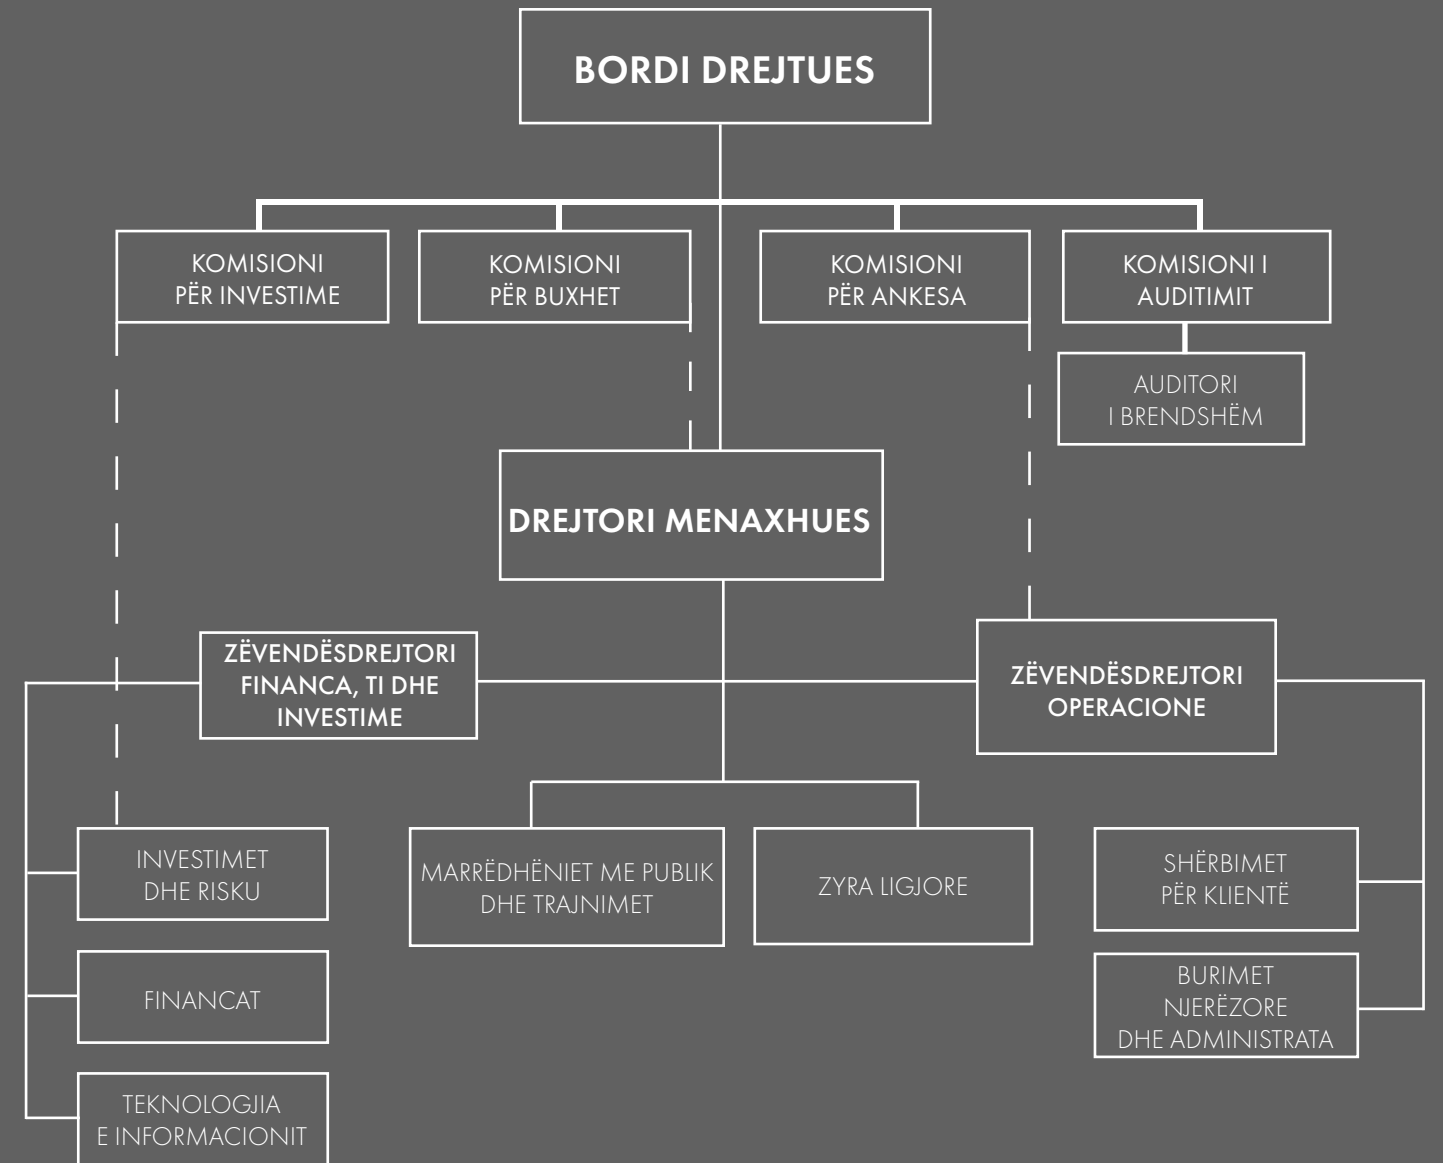 BORDI DREJTUES
KOMISIONI
PËR INVESTIME
KOMISIONI
PËR BUXHET
KOMISIONI
PËR ANKESA
KOMISIONI I
AUDITIMIT
AUDITORI
I BRENDSHËM
DREJTORI MENAXHUES
ZËVENDËSDREJTORI
FINANCA, TI DHE
INVESTIME
ZËVENDËSDREJTORI
OPERACIONE
INVESTIMET
DHE RISKU
MARRËDHËNIET ME PUBLIK
DHE TRAJNIMET
ZYRA LIGJORE
SHËRBIMET
PËR KLIENTË
FINANCAT
BURIMET
NJERËZORE
DHE ADMINISTRATA
TEKNOLOGJIA
E INFORMACIONIT